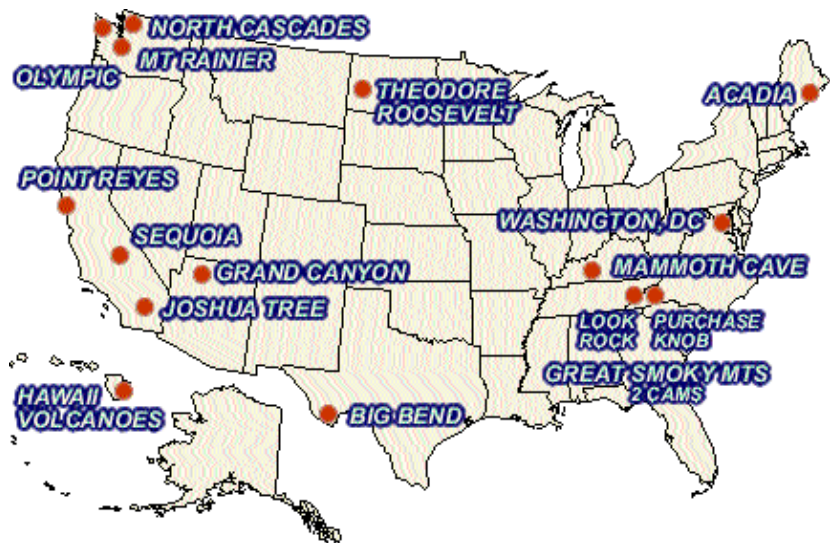 NORTH CASCADES
MT RAINIER
OLYMPIC
THEODORE
ROOSEVELT
ACADIA
POINT REYES
WASHINGTON, DC
SEQUOIA
GRAND CANYON
MAMMOTH CAVE
JOSHUA TREE
LOOK
ROCK
PURCHASE
KNOB
GREAT SMOKY MTS
2 CAMS
HAWAII
VOLCANOES
BIG BEND